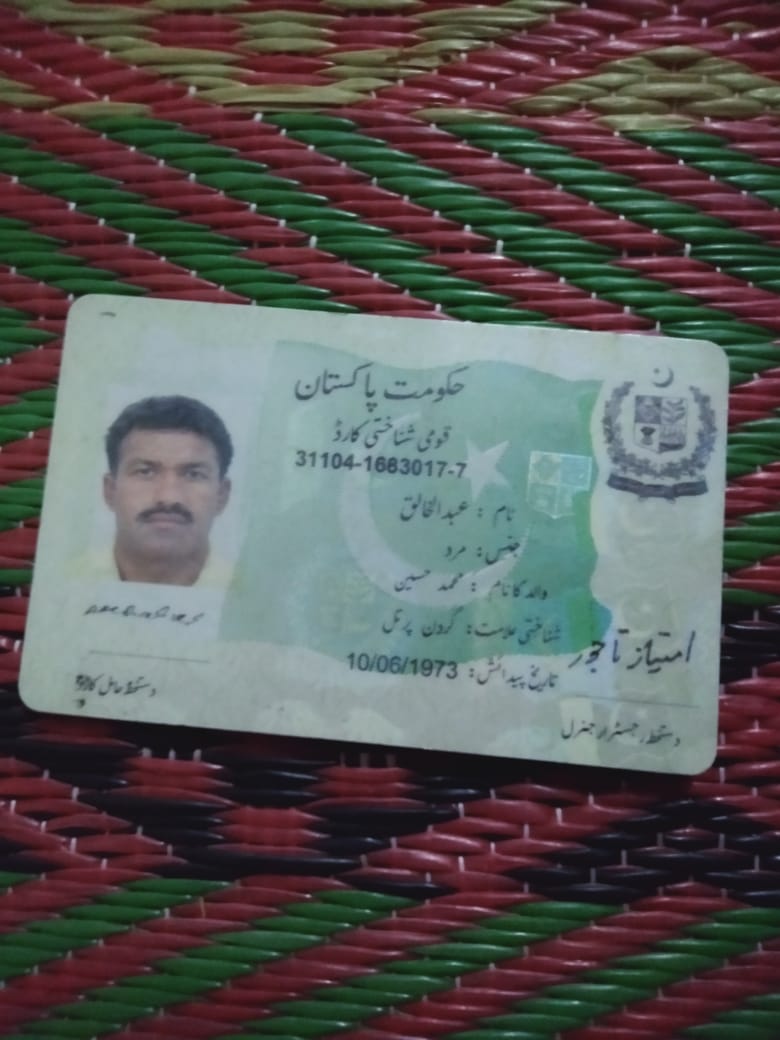 حکومت پاکستان
قومی شناختی کارڈ
31104-1683017-7
نام : عبدالخالق
جنس : مرد
والد کا نام : محمد حسین
شناختی علامت : گردن پر تل
تاریخ پیدائش : 10/06/1973
امتیاز تاجور
دستخط حامل کارڈ
دستخط رجسٹرار جنرل